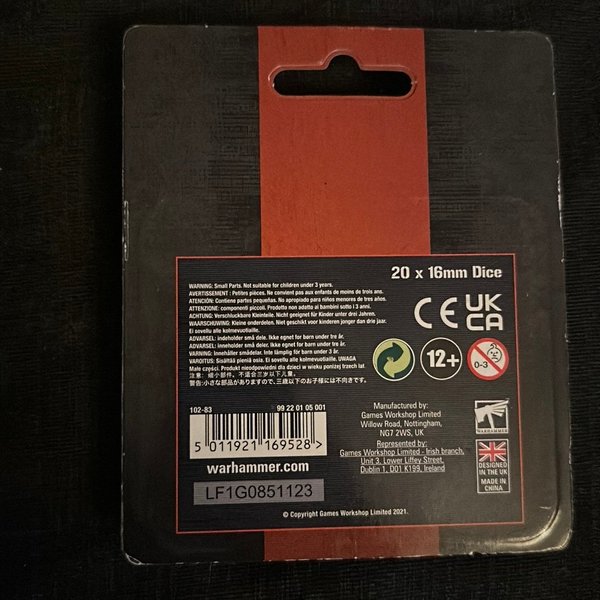 20 x 16mm Dice
WARNING: Small Parts. Not suitable for children under 3 years.
AVERTISSEMENT : Petites pièces. Ne convient pas aux enfants de moins de trois ans.
ATENCIÓN: Contiene partes pequeñas. No apropiado para niños menores de tres años.
ATTENZIONE: componenti piccoli. Prodotto non adatto ai bambini sotto i 3 anni.
ACHTUNG: Verschluckbare Kleinteile. Nicht geeignet für Kinder unter drei Jahren.
WAARSCHUWING: Kleine onderdelen. Niet geschikt voor kinderen jonger dan drie jaar.
Ei sovellu alle kolmevuotiaille.
ADVARSEL: indeholder små deler. Ikke egnet for barn under tre år.
ADVARSEL: inneholder små deler. Ikke egnet for barn under tre år.
VARNING: Innehåller smådelar. Inte lämplig för barn under 3 år.
VAROITUS: Sisältää pieniä osia. Ei sovellu alle kolmevuotiaille. UWAGA
Małe części. Produkt nieodpowiedni dla dzieci w wieku poniżej trzech lat.
注意：細小部件。不適合三歲以下兒童。
警告:小さな部品が含まれますので、三歳以下のお子様には不向きです。
CE UK
CA
12+
0-3
102-83 99 22 01 05 001
5 011921 169528 >
warhammer.com
LF1G0851123
Manufactured by:
Games Workshop Limited
Willow Road, Nottingham,
NG7 2WS, UK
Represented by:
Games Workshop Limited - Irish branch,
Unit 3, Lower Liffey Street,
Dublin 1, D01 K199, Ireland
WARHAMMER
DESIGNED
IN THE UK
MADE IN
CHINA
© Copyright Games Workshop Limited 2021.